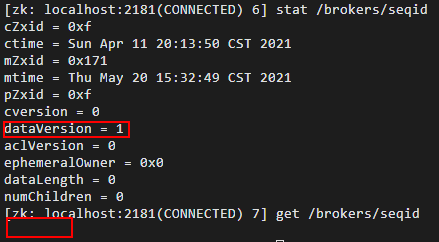 [zk: localhost:2181(CONNECTED) 6] stat /brokers/seqid
cZxid = 0xf
ctime = Sun Apr 11 20:13:50 CST 2021
mZxid = 0x171
mtime = Thu May 20 15:32:49 CST 2021
pZxid = 0xf
cversion = 0
dataVersion = 1
aclVersion = 0
ephemeralOwner = 0x0
dataLength = 0
numChildren = 0
[zk: localhost:2181(CONNECTED) 7] get /brokers/seqid